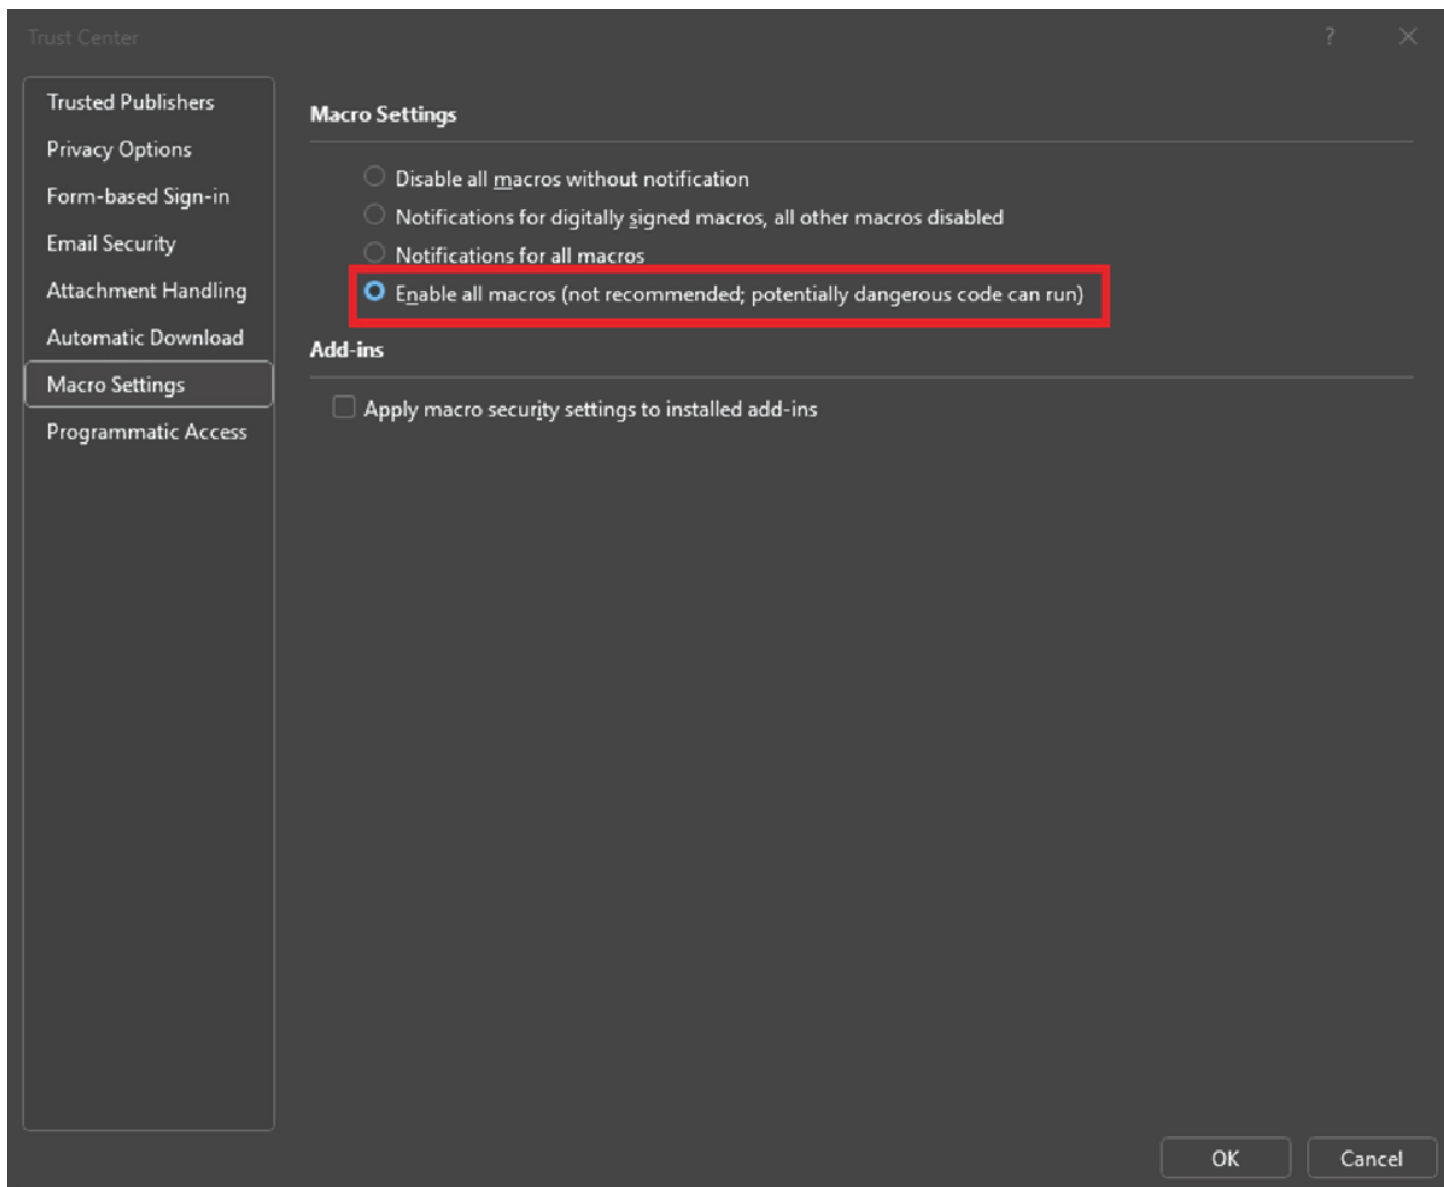 Trust Center
?
Trusted Publishers
Privacy Options
Form-based Sign-in
Email Security
Attachment Handling
Automatic Download
Macro Settings
Programmatic Access
Macro Settings
Disable all macros without notification
Notifications for digitally signed macros, all other macros disabled
Notifications for all macros
Enable all macros (not recommended; potentially dangerous code can run)
Add-ins
Apply macro security settings to installed add-ins
OK
Cancel